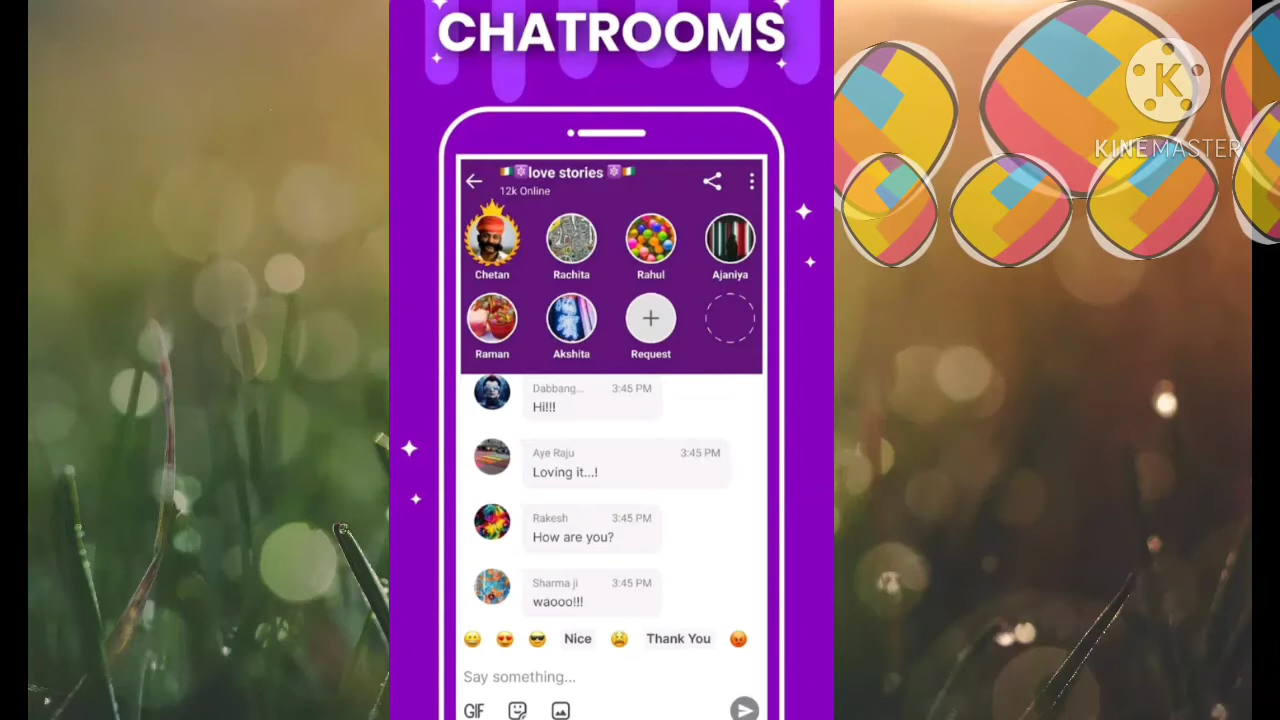 CHATROOMS
KINEMASTER
K
love stories
12k Online
Chetan Rachita Rahul Ajaniya
Raman Akshita Request
Dabbang... 3:45 PM
Hi!!!
Aye Raju 3:45 PM
Loving it...!
Rakesh 3:45 PM
How are you?
Sharma ji 3:45 PM
waooo!!!
Nice Thank You
Say something...
GIF